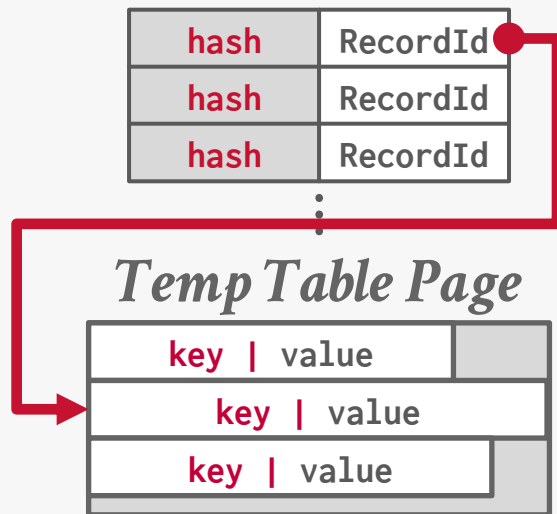 hash RecordId
hash RecordId
hash RecordId
Temp Table Page
key | value
key | value
key | value